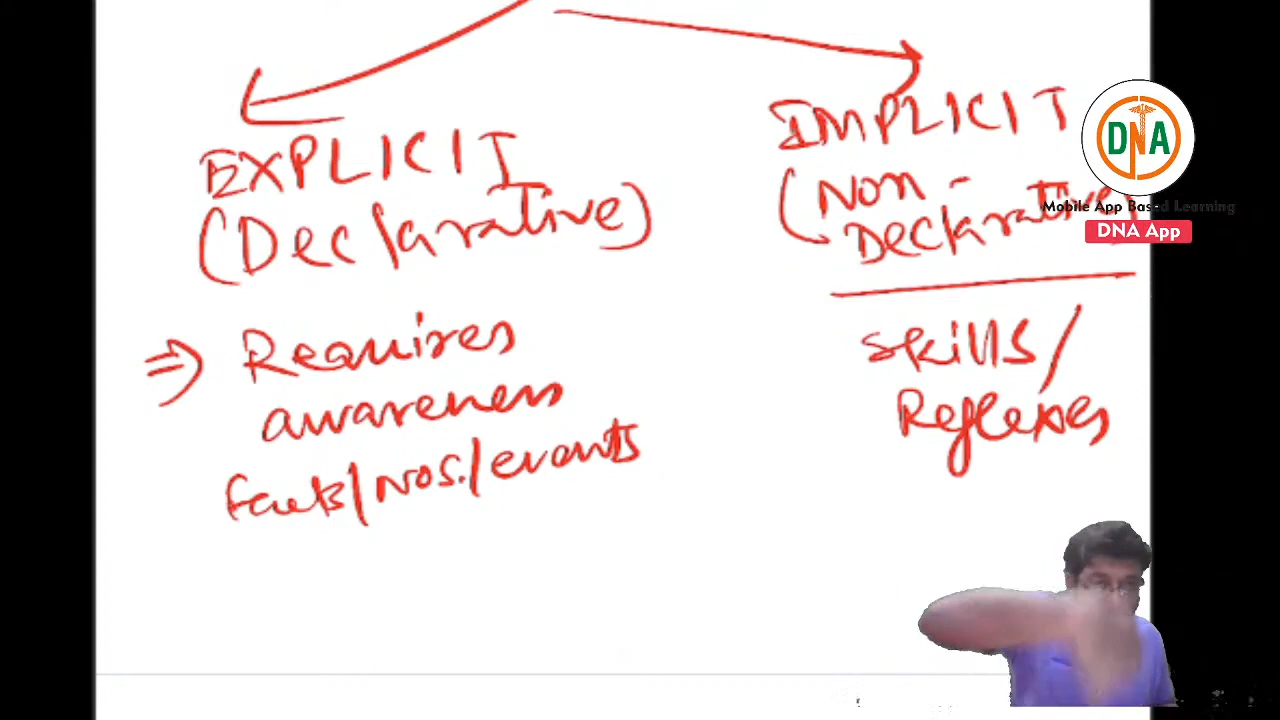 EXPLICIT
(Declarative)
⇒ Requires
awareness
facts/Nos./events
IMPLICIT
(Non-
Declarative)
skills/
Reflexes
DNA
Mobile App Based Learning
DNA App